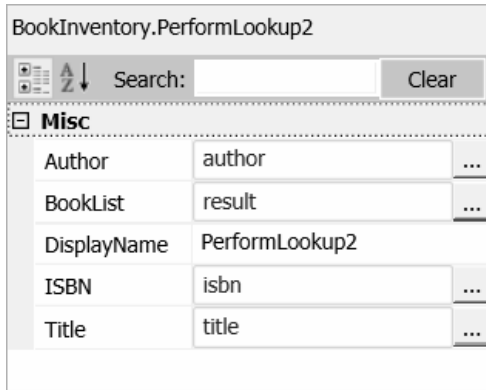 BookInventory.PerformLookup2
Search: Clear
Misc
Author author ...
BookList result ...
DisplayName PerformLookup2
ISBN isbn ...
Title title ...